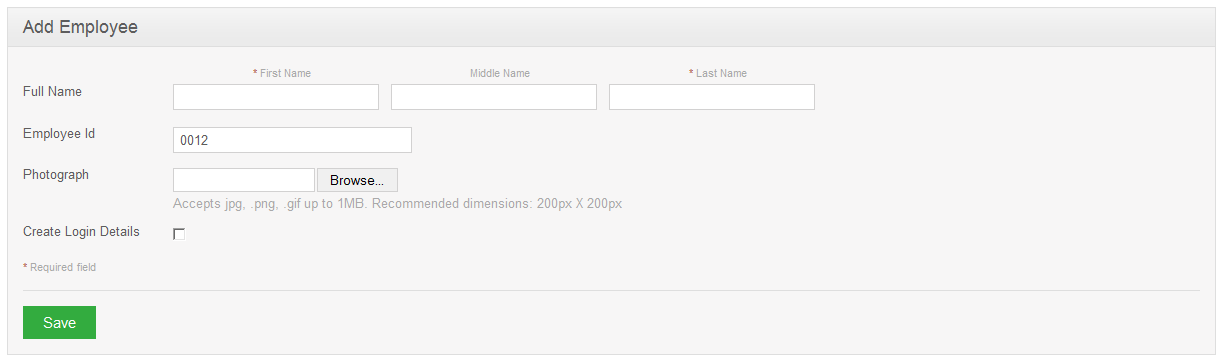 Add Employee
* First Name Middle Name * Last Name
Full Name
Employee Id 0012
Photograph Browse...
Accepts jpg, .png, .gif up to 1MB. Recommended dimensions: 200px X 200px
Create Login Details
* Required field
Save